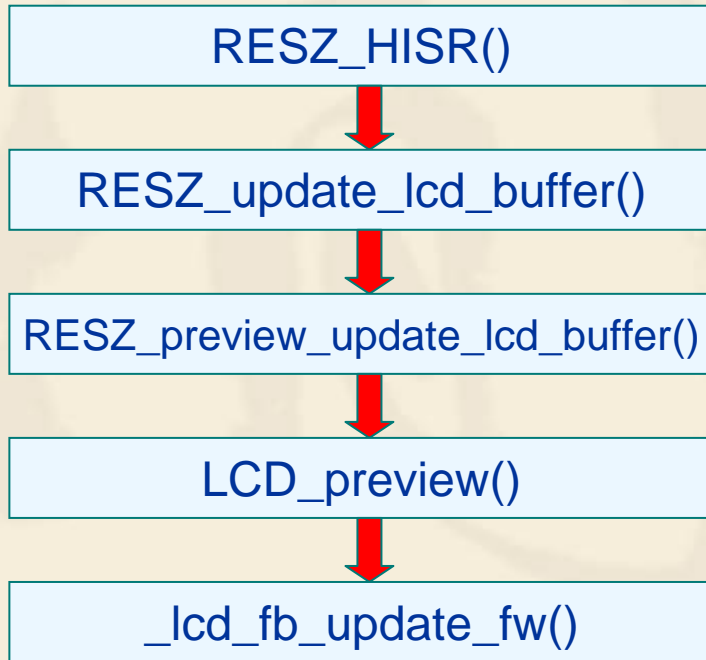 RESZ_HISR()
RESZ_update_lcd_buffer()
RESZ_preview_update_lcd_buffer()
LCD_preview()
_lcd_fb_update_fw()